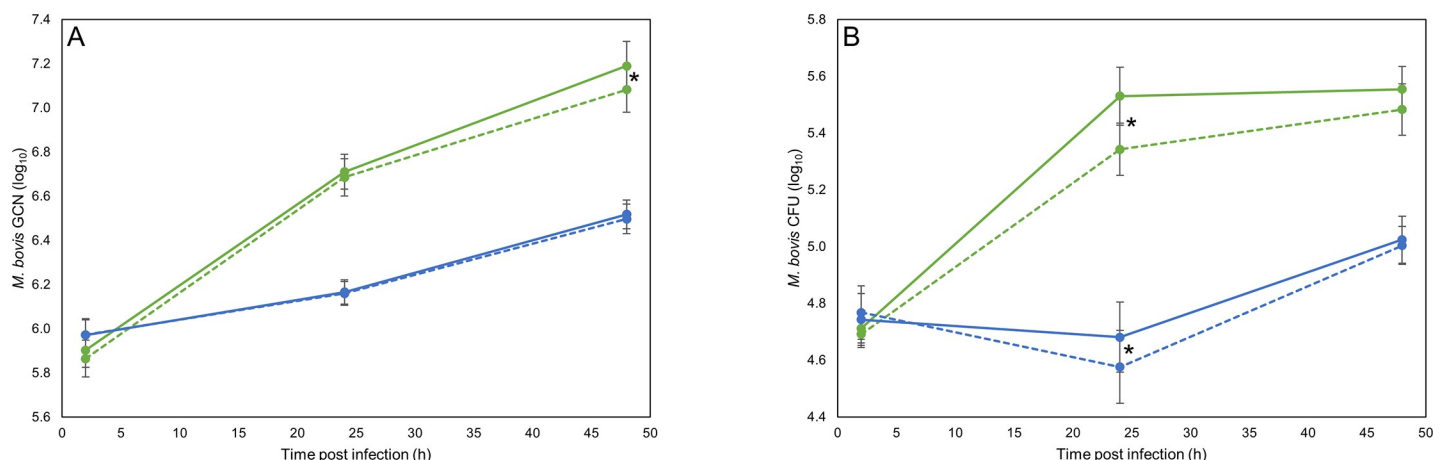 A
7.4
7.2
7.0
6.8
6.6
6.4
6.2
6.0
5.8
5.6
M. bovis GCN (log10)
*
0 5 10 15 20 25 30 35 40 45 50
Time post infection (h)
B
5.8
5.6
5.4
5.2
5.0
4.8
4.6
4.4
M. bovis CFU (log10)
*
*
0 5 10 15 20 25 30 35 40 45 50
Time post infection (h)